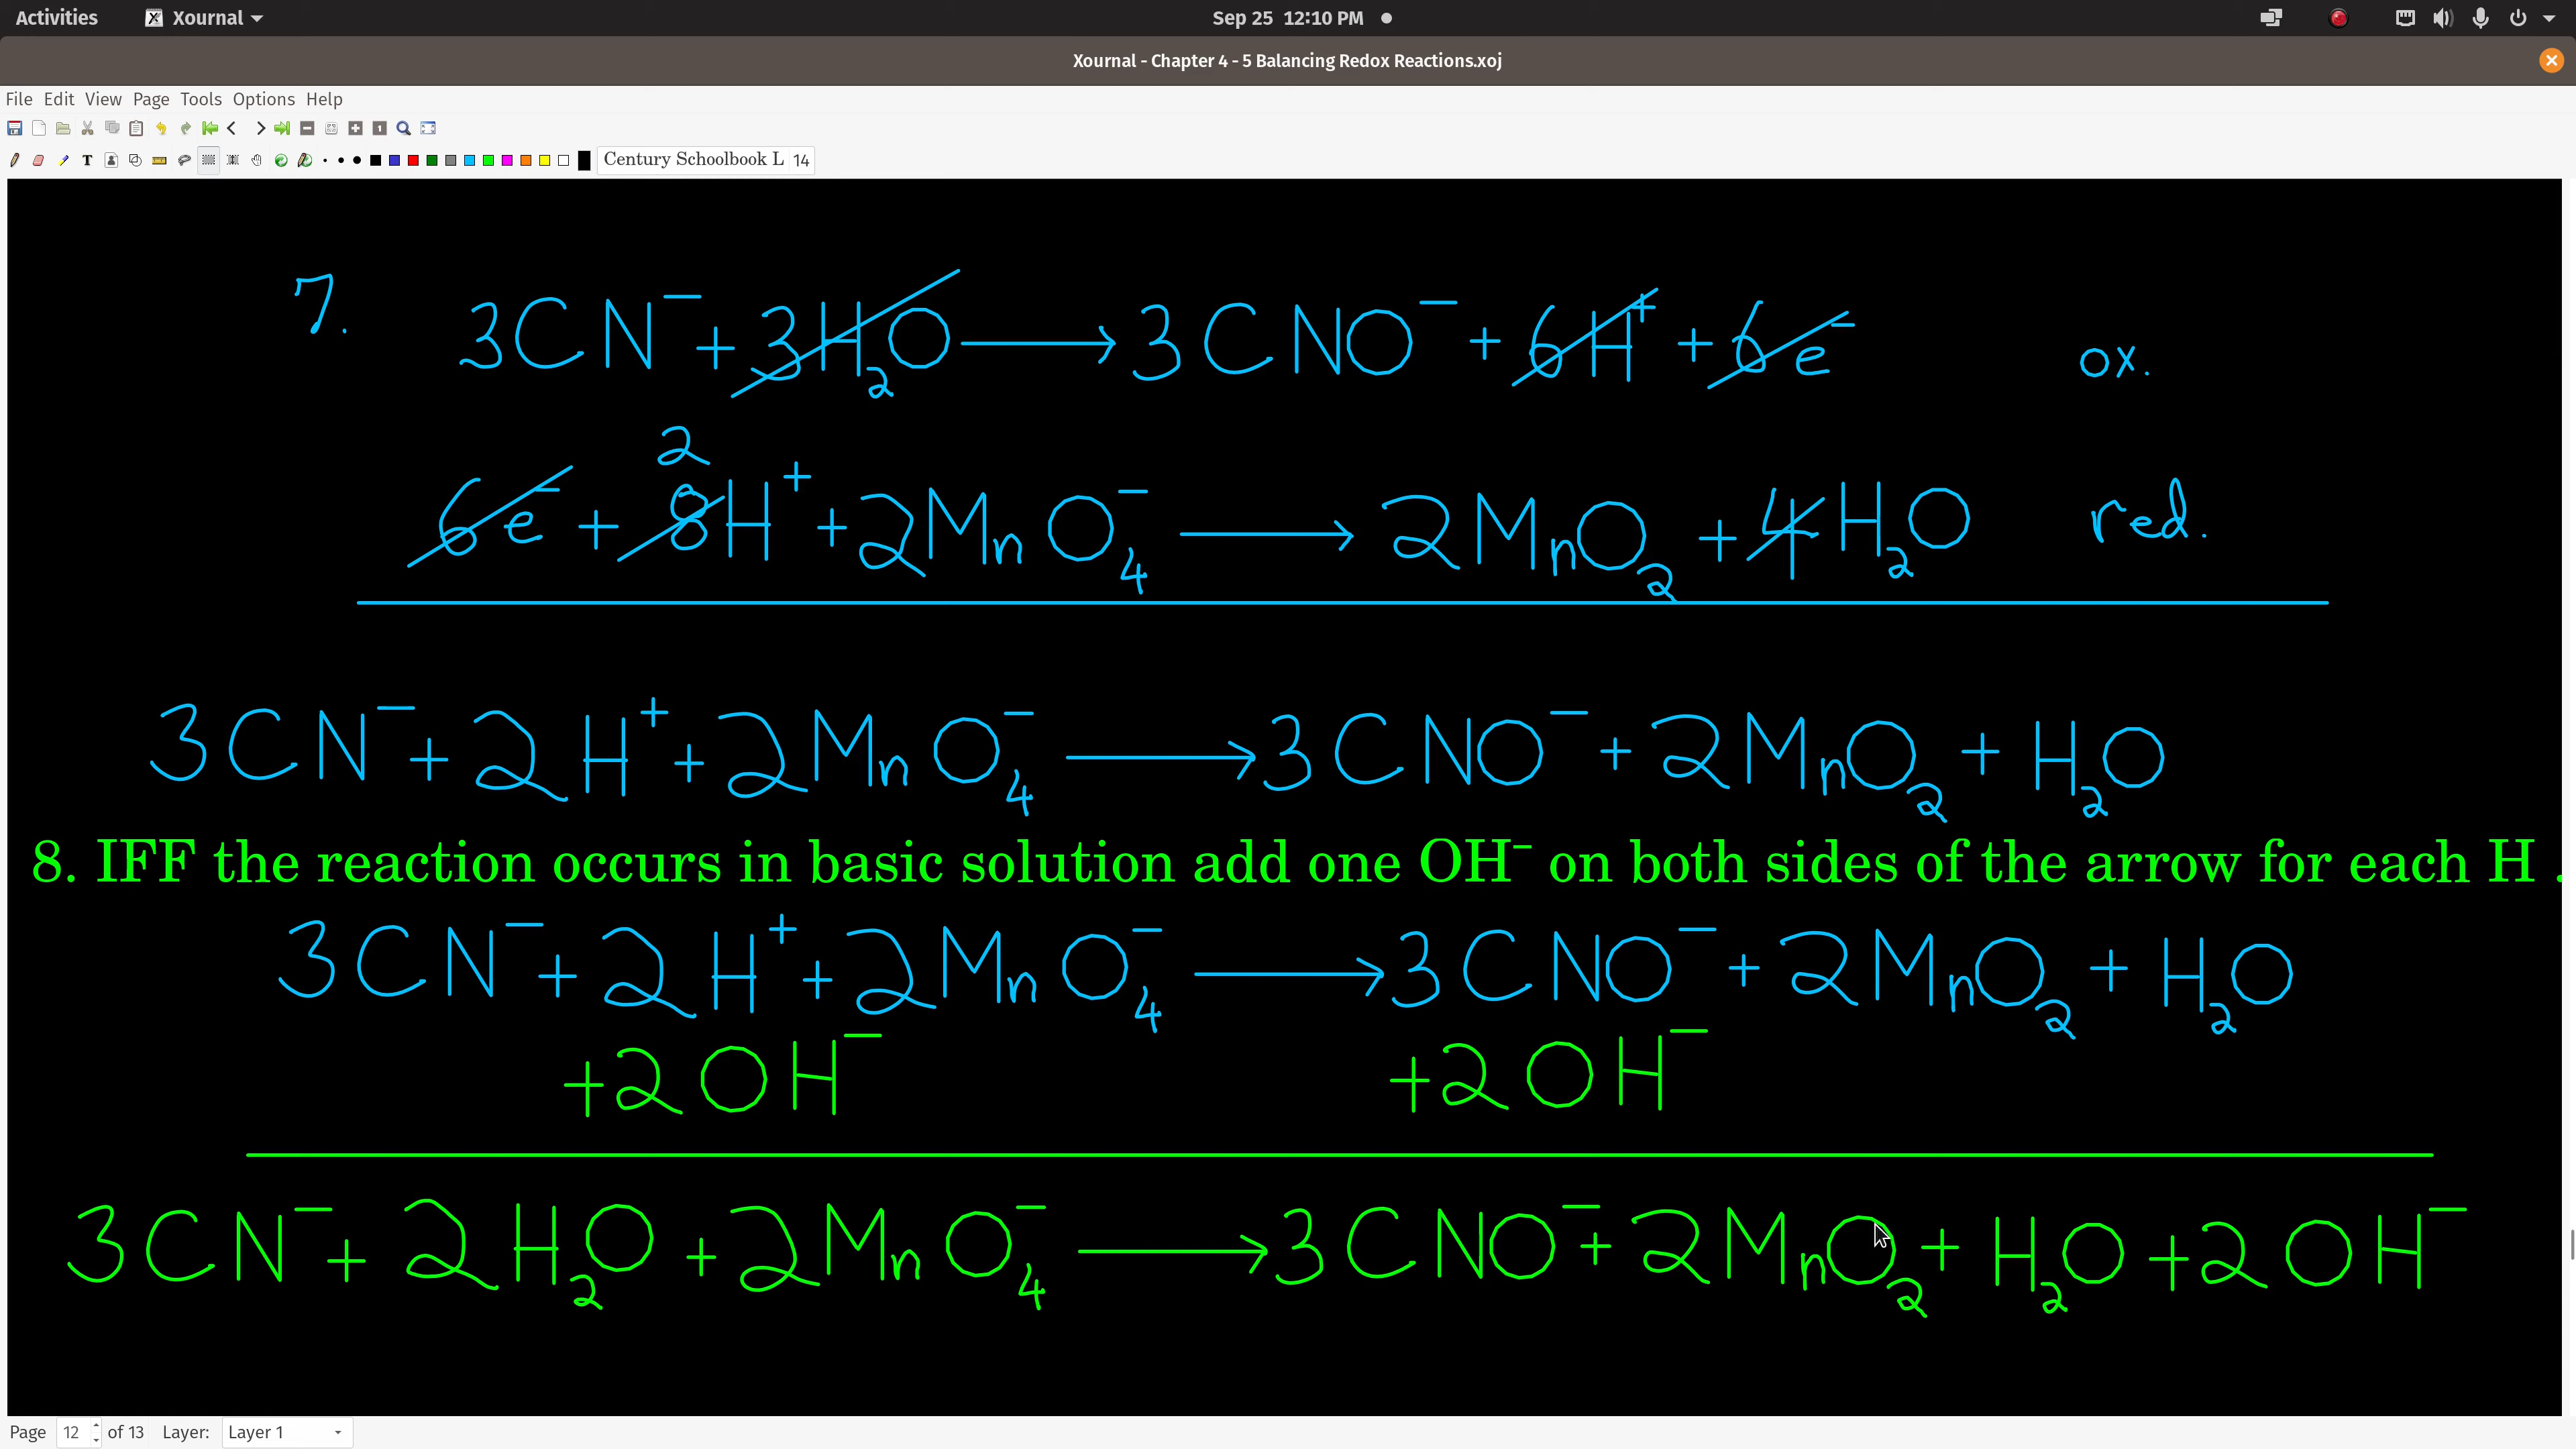 Activities Xournal Sep 25 12:10 PM
Xournal - Chapter 4 - 5 Balancing Redox Reactions.xoj
File Edit View Page Tools Options Help
Century Schoolbook L 14
7. 3CN⁻ + 3H₂O → 3CNO⁻ + 6H⁺ + 6e⁻ ox.
2
6e⁻ + 8H⁺ + 2MnO₄⁻ → 2MnO₂ + 4H₂O red.
3CN⁻ + 2H⁺ + 2MnO₄⁻ → 3CNO⁻ + 2MnO₂ + H₂O
8. IFF the reaction occurs in basic solution add one OH⁻ on both sides of the arrow for each H .
3CN⁻ + 2H⁺ + 2MnO₄⁻ → 3CNO⁻ + 2MnO₂ + H₂O
+2OH⁻ +2OH⁻
3CN⁻ + 2H₂O + 2MnO₄⁻ → 3CNO⁻ + 2MnO₂ + H₂O + 2OH⁻
Page 12 of 13 Layer: Layer 1